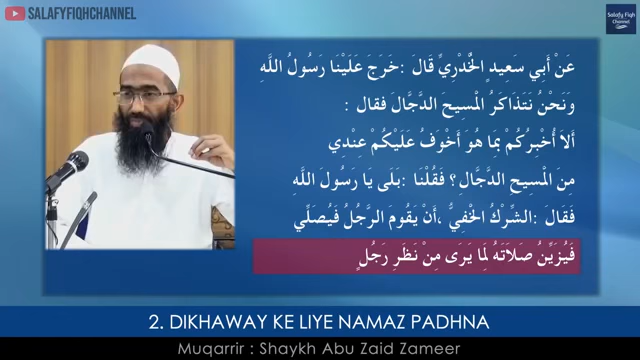 SALAFYFIQHCHANNEL
Salafy Fiqh
Channel
عَنْ أَبِي سَعِيدٍ الْخُدْرِيِّ قَالَ :خَرَجَ عَلَيْنَا رَسُولُ اللَّهِ
وَنَحْنُ نَتَذَاكَرُ الْمَسِيحَ الدَّجَّالَ فقال :
أَلاَ أُخْبِرُكُمْ بِمَا هُوَ أَخْوَفُ عَلَيْكُمْ عِنْدِي
مِنَ الْمَسِيحِ الدَّجَّالِ؟ فَقُلْنَا :بَلَى يَا رَسُولَ اللَّهِ
فَقَالَ :الشِّرْكُ الْخَفِيُّ ،أَنْ يَقُومَ الرَّجُلُ فَيُصَلِّي
فَيُزَيِّنُ صَلاَتَهُ لِمَا يَرَى مِنْ نَظَرِ رَجُلٍ
2. DIKHAWAY KE LIYE NAMAZ PADHNA
Muqarrir : Shaykh Abu Zaid Zameer